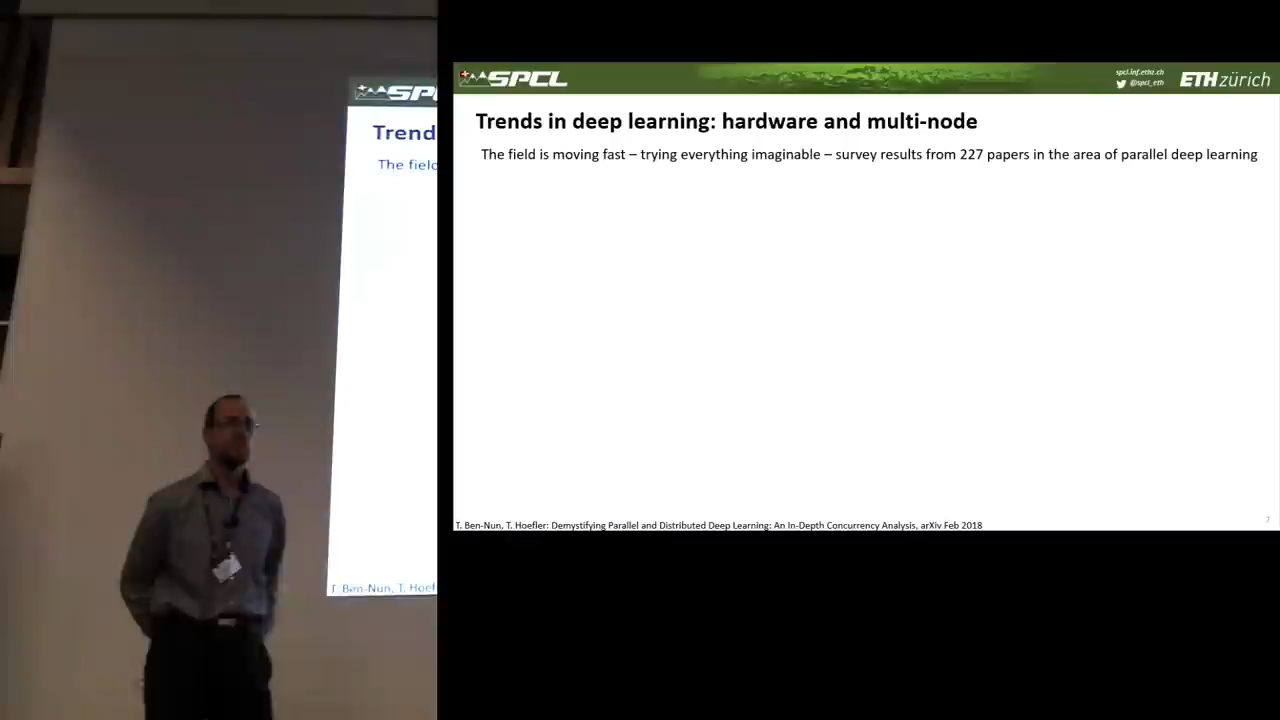 SPCL
Trend
The field
T. Ben-Nun, T. Hoef
SPCL
spcl.inf.ethz.ch
@spcl_eth
ETH zürich
Trends in deep learning: hardware and multi-node
The field is moving fast – trying everything imaginable – survey results from 227 papers in the area of parallel deep learning
T. Ben-Nun, T. Hoefler: Demystifying Parallel and Distributed Deep Learning: An In-Depth Concurrency Analysis, arXiv Feb 2018
7